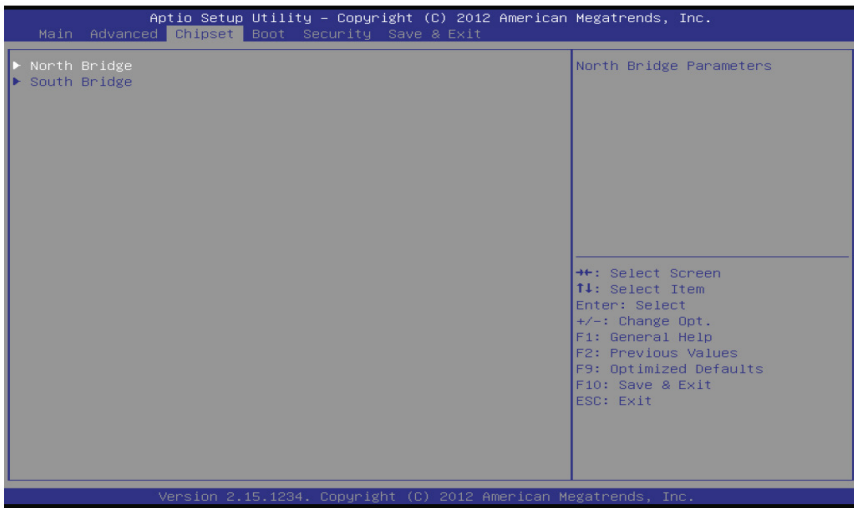 Aptio Setup Utility – Copyright (C) 2012 American Megatrends, Inc.
Main Advanced Chipset Boot Security Save & Exit
▶ North Bridge
▶ South Bridge
North Bridge Parameters
→←: Select Screen
↑↓: Select Item
Enter: Select
+/-: Change Opt.
F1: General Help
F2: Previous Values
F9: Optimized Defaults
F10: Save & Exit
ESC: Exit
Version 2.15.1234. Copyright (C) 2012 American Megatrends, Inc.